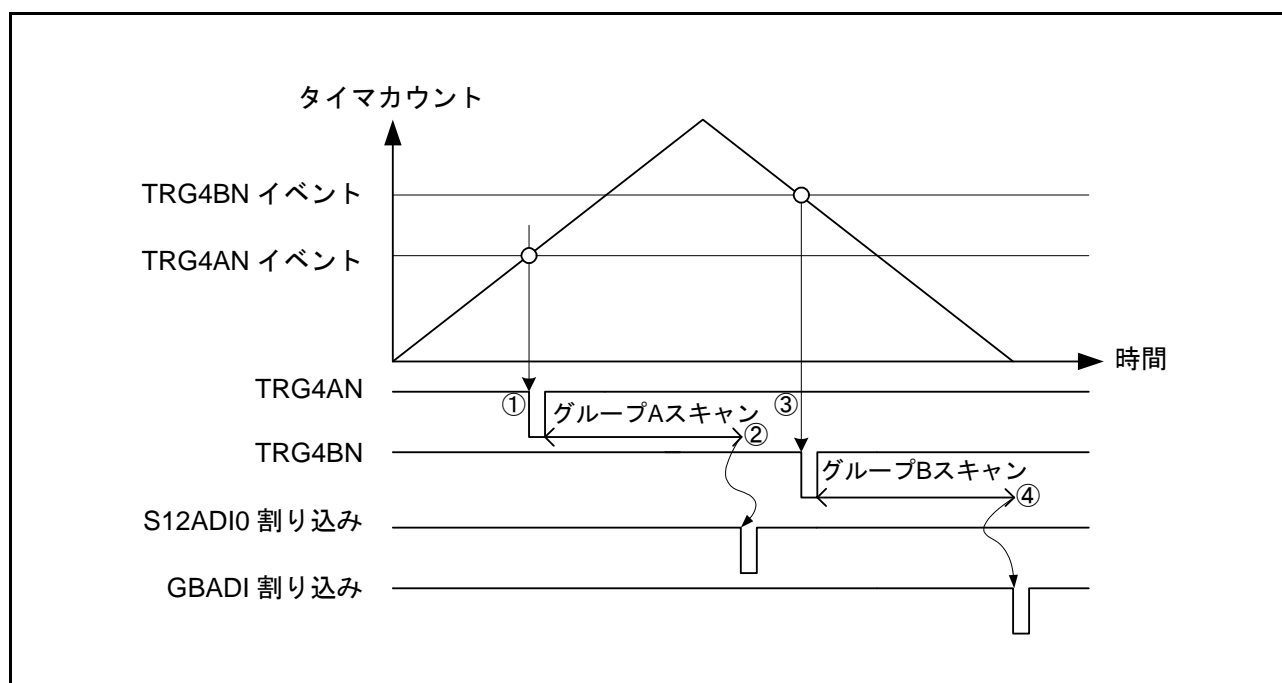 タイマカウント
TRG4BN イベント
TRG4AN イベント
時間
TRG4AN
①
グループAスキャン
②
③
TRG4BN
グループBスキャン
④
S12ADI0 割り込み
GBADI 割り込み